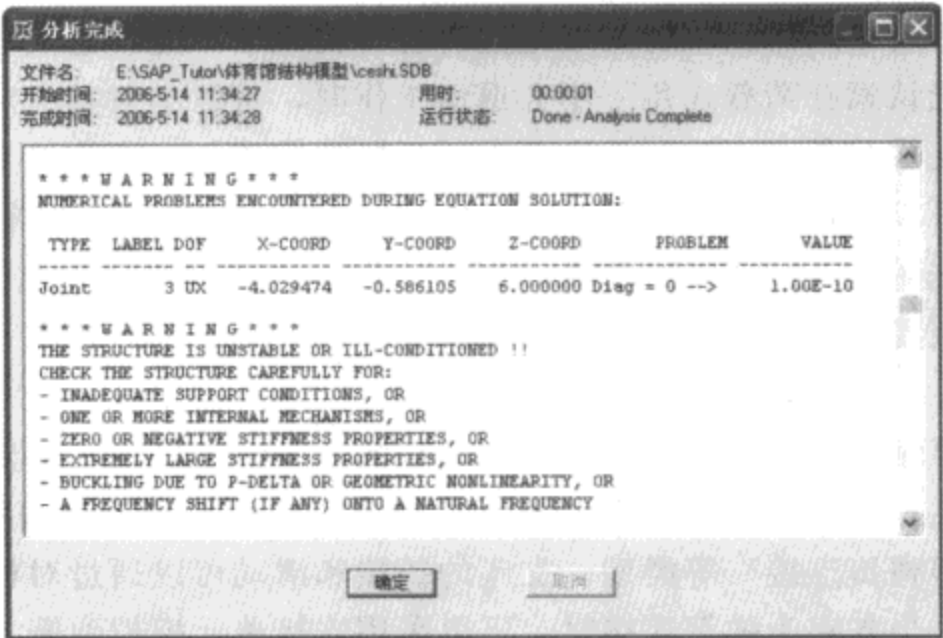 分析完成
文件名: E:\SAP_Tutor\体育馆结构模型\ceshi.SDB
开始时间: 2006-5-14 11:34:27 用时: 00:00:01
完成时间: 2006-5-14 11:34:28 运行状态: Done - Analysis Complete
* * * W A R N I N G * * *
NUMERICAL PROBLEMS ENCOUNTERED DURING EQUATION SOLUTION:
TYPE LABEL DOF X-COORD Y-COORD Z-COORD PROBLEM VALUE
----- ------- -- ----------- ----------- ----------- ------------- -----------
Joint 3 UX -4.029474 -0.586105 6.000000 Diag = 0 --> 1.00E-10
* * * W A R N I N G * * *
THE STRUCTURE IS UNSTABLE OR ILL-CONDITIONED !!
CHECK THE STRUCTURE CAREFULLY FOR:
- INADEQUATE SUPPORT CONDITIONS, OR
- ONE OR MORE INTERNAL MECHANISMS, OR
- ZERO OR NEGATIVE STIFFNESS PROPERTIES, OR
- EXTREMELY LARGE STIFFNESS PROPERTIES, OR
- BUCKLING DUE TO P-DELTA OR GEOMETRIC NONLINEARITY, OR
- A FREQUENCY SHIFT (IF ANY) ONTO A NATURAL FREQUENCY
确定 取消